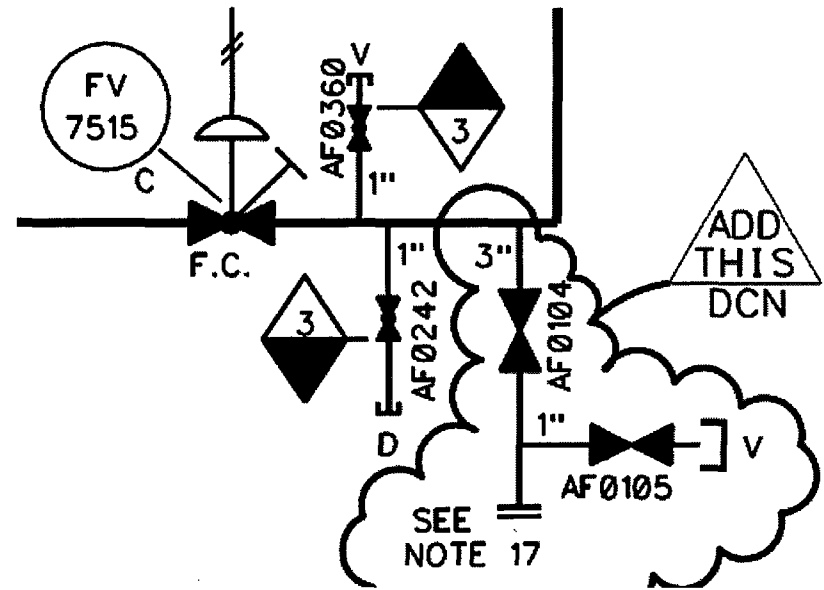 FV
7515
C
F.C.
V
AF0360
1"
3
3
1"
AF0242
D
3"
AF0104
1"
V
AF0105
SEE
NOTE 17
ADD
THIS
DCN